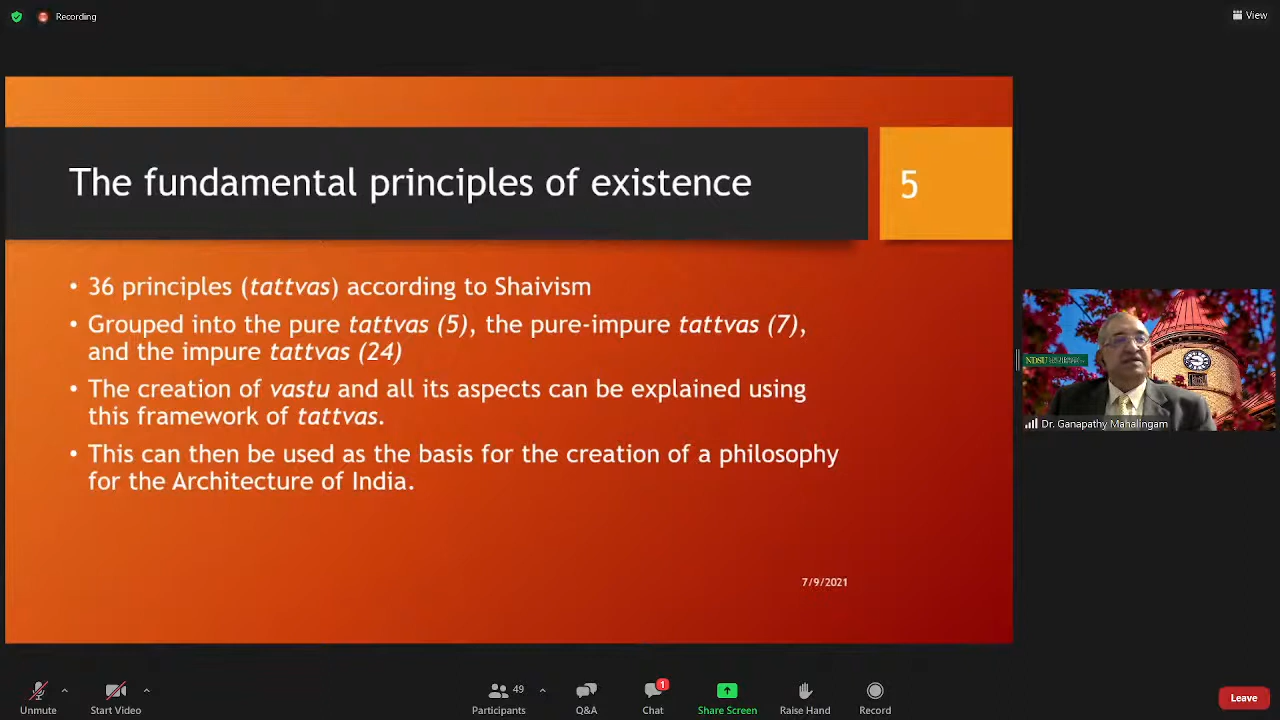 Recording
View
The fundamental principles of existence
5
• 36 principles (tattvas) according to Shaivism
• Grouped into the pure tattvas (5), the pure-impure tattvas (7),
and the impure tattvas (24)
• The creation of vastu and all its aspects can be explained using
this framework of tattvas.
• This can then be used as the basis for the creation of a philosophy
for the Architecture of India.
7/9/2021
NDSU
Dr. Ganapathy Mahalingam
Unmute
Start Video
49
Participants
Q&A
1
Chat
Share Screen
Raise Hand
Record
Leave